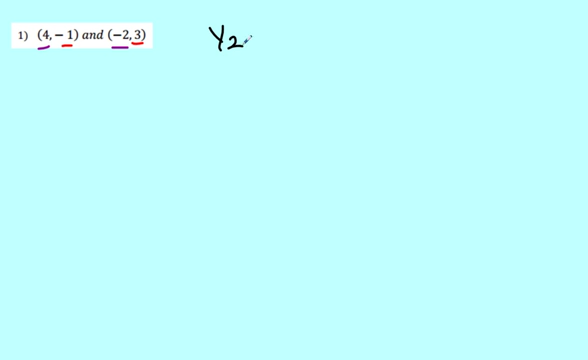 1) (4, − 1) and (−2, 3)
Y2